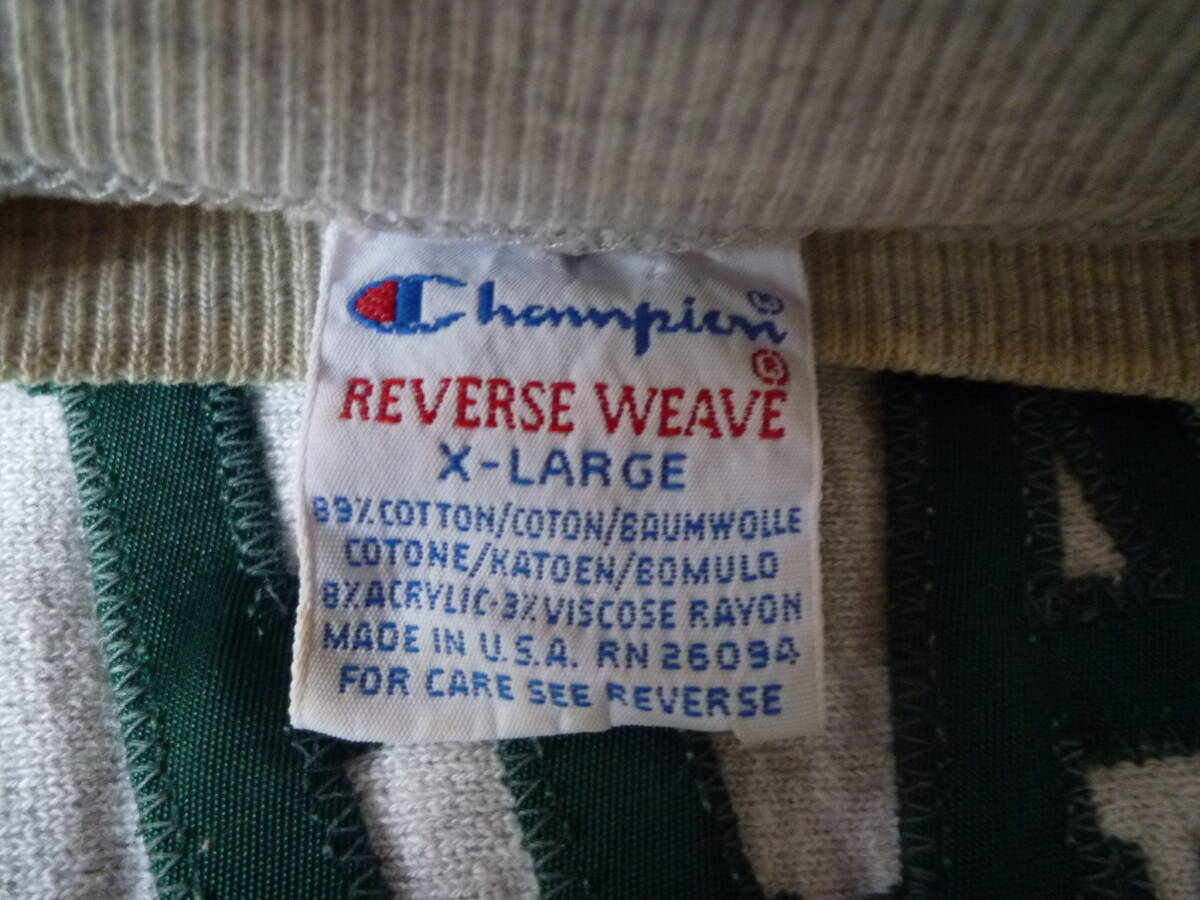 Champion
®
REVERSE WEAVE
X-LARGE
89% COTTON/COTON/BAUMWOLLE
COTONE/KATOEN/BOMULD
8% ACRYLIC·3% VISCOSE RAYON
MADE IN U.S.A. RN 26094
FOR CARE SEE REVERSE